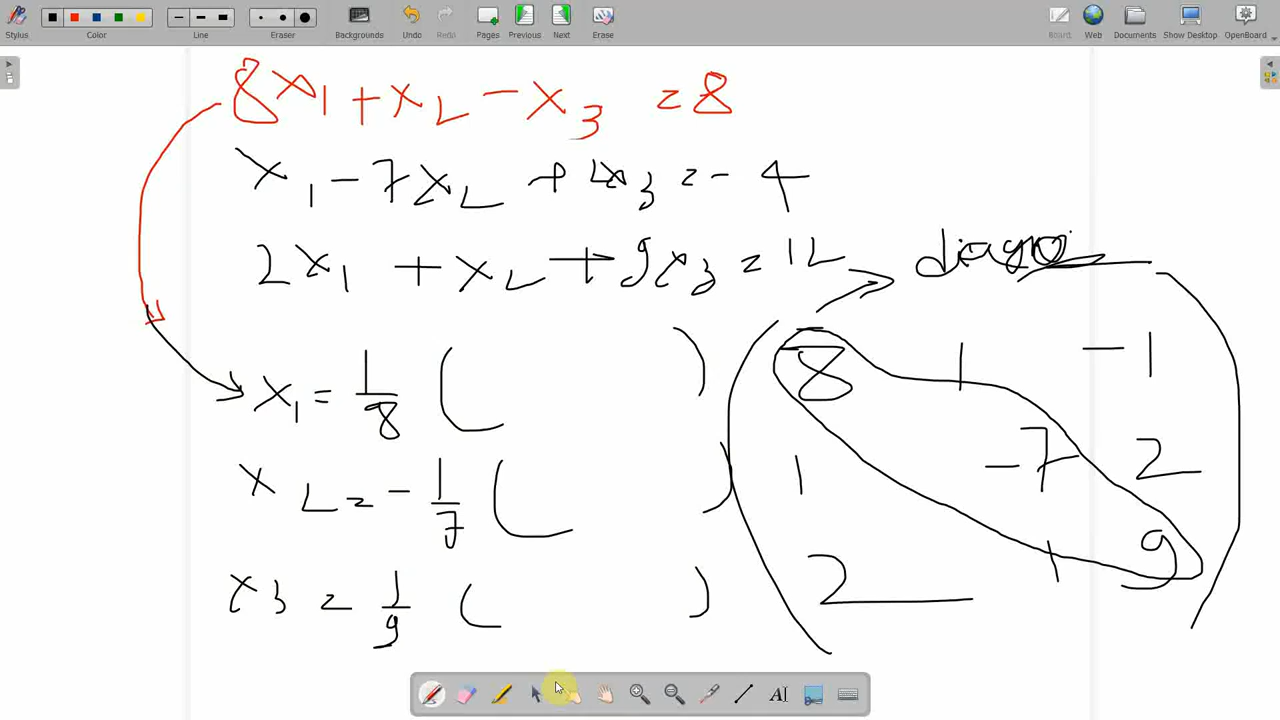 Stylus Color Line Eraser Backgrounds Undo Redo Pages Previous Next Erase Board Web Documents Show Desktop OpenBoard
8x₁ + x₂ - x₃ = 8
x₁ - 7x₂ + 2x₃ = - 4
2x₁ + x₂ + 9x₃ = 12
8 1 -1
x₁ = 1/8 ( )
1 -7 2
x₂ = - 1/7 ( )
2 1 9
x₃ = 1/9 ( )